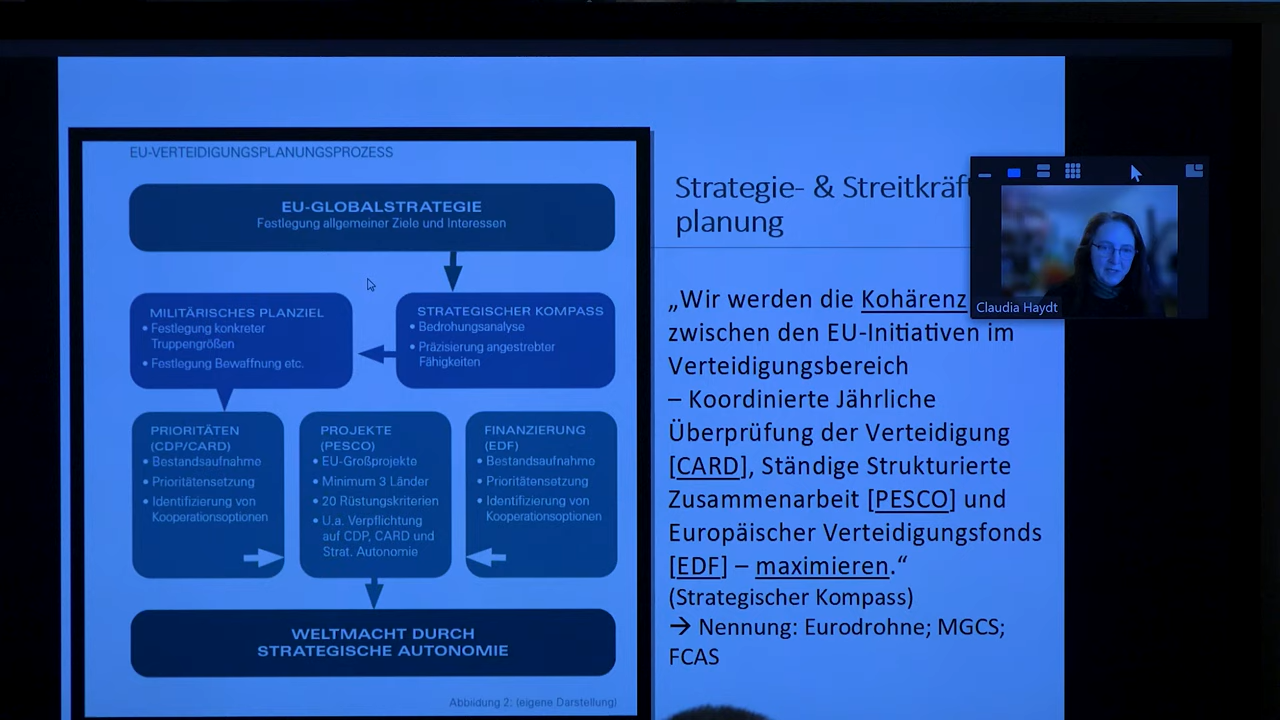 EU-VERTEIDIGUNGSPLANUNGSPROZESS
EU-GLOBALSTRATEGIE
Festlegung allgemeiner Ziele und Interessen
MILITÄRISCHES PLANZIEL
• Festlegung konkreter
Truppengrößen
• Festlegung Bewaffnung etc.
STRATEGISCHER KOMPASS
• Bedrohungsanalyse
• Präzisierung angestrebter
Fähigkeiten
PRIORITÄTEN
(CDP/CARD)
• Bestandsaufnahme
• Prioritätensetzung
• Identifizierung von
Kooperationsoptionen
PROJEKTE
(PESCO)
• EU-Großprojekte
• Minimum 3 Länder
• 20 Rüstungskriterien
• U.a. Verpflichtung
auf CDP, CARD und
Strat. Autonomie
FINANZIERUNG
(EDF)
• Bestandsaufnahme
• Prioritätensetzung
• Identifizierung von
Kooperationsoptionen
WELTMACHT DURCH
STRATEGISCHE AUTONOMIE
Abbildung 2: (eigene Darstellung)
Strategie- & Streitkräft
planung
„Wir werden die Kohärenz
zwischen den EU-Initiativen im
Verteidigungsbereich
– Koordinierte Jährliche
Überprüfung der Verteidigung
[CARD], Ständige Strukturierte
Zusammenarbeit [PESCO] und
Europäischer Verteidigungsfonds
[EDF] – maximieren.“
(Strategischer Kompass)
→ Nennung: Eurodrohne; MGCS;
FCAS
Claudia Haydt